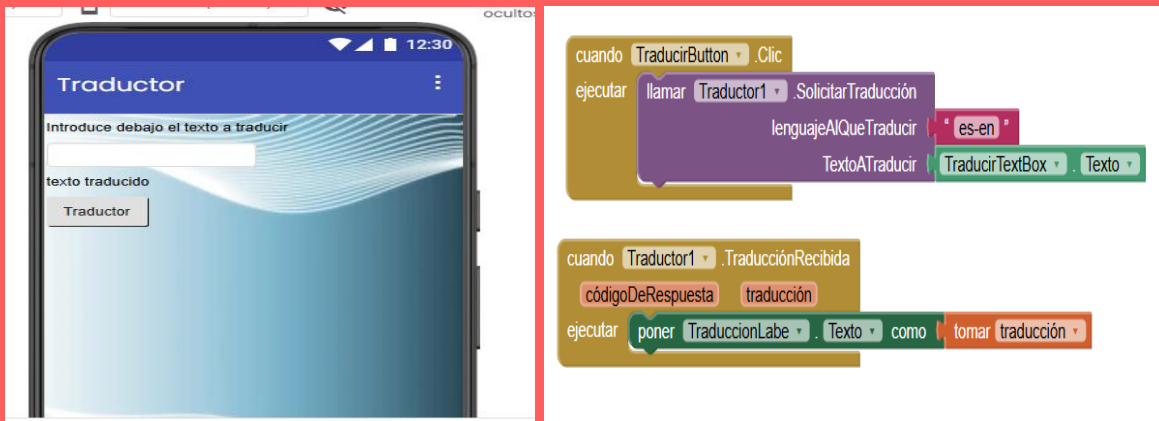 ocultos
12:30
Traductor
Introduce debajo el texto a traducir
texto traducido
Traductor
cuando TraducirButton .Clic
ejecutar llamar Traductor1 .SolicitarTraducción
lenguajeAlQueTraducir " es-en "
TextoATraducir TraducirTextBox . Texto
cuando Traductor1 .TraducciónRecibida
códigoDeRespuesta traducción
ejecutar poner TraduccionLabe . Texto como tomar traducción